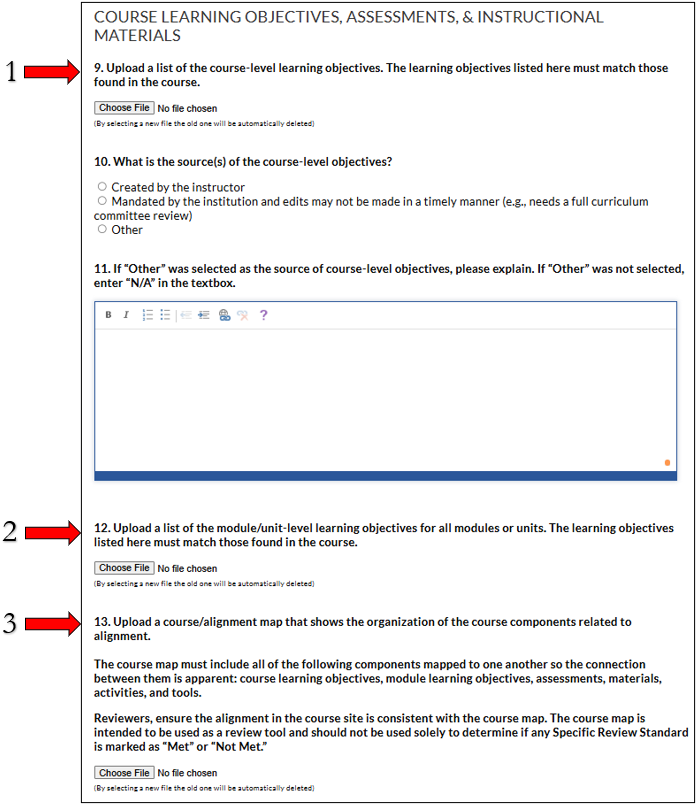 COURSE LEARNING OBJECTIVES, ASSESSMENTS, & INSTRUCTIONAL
MATERIALS
1
9. Upload a list of the course-level learning objectives. The learning objectives listed here must match those
found in the course.
Choose File No file chosen
(By selecting a new file the old one will be automatically deleted)
10. What is the source(s) of the course-level objectives?
Created by the instructor
Mandated by the institution and edits may not be made in a timely manner (e.g., needs a full curriculum
committee review)
Other
11. If "Other" was selected as the source of course-level objectives, please explain. If "Other" was not selected,
enter "N/A" in the textbox.
B I ?
2
12. Upload a list of the module/unit-level learning objectives for all modules or units. The learning objectives
listed here must match those found in the course.
Choose File No file chosen
(By selecting a new file the old one will be automatically deleted)
3
13. Upload a course/alignment map that shows the organization of the course components related to
alignment.
The course map must include all of the following components mapped to one another so the connection
between them is apparent: course learning objectives, module learning objectives, assessments, materials,
activities, and tools.
Reviewers, ensure the alignment in the course site is consistent with the course map. The course map is
intended to be used as a review tool and should not be used solely to determine if any Specific Review Standard
is marked as "Met" or "Not Met."
Choose File No file chosen
(By selecting a new file the old one will be automatically deleted)